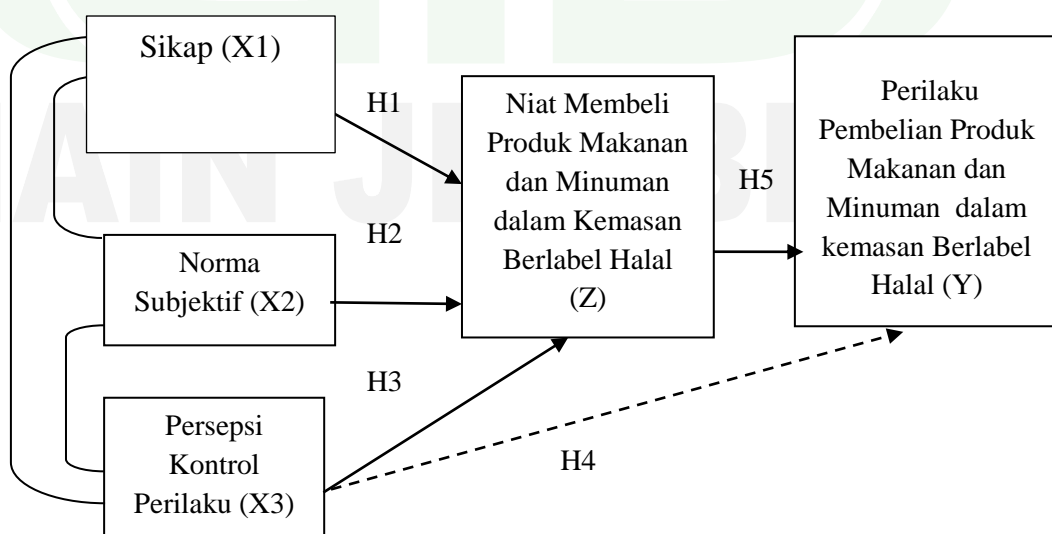 Sikap (X1)
H1
Niat Membeli
Produk Makanan
dan Minuman
dalam Kemasan
Berlabel Halal
(Z)
Perilaku
Pembelian Produk
Makanan dan
Minuman dalam
kemasan Berlabel
Halal (Y)
H5
H2
Norma
Subjektif (X2)
H3
Persepsi
Kontrol
Perilaku (X3)
H4